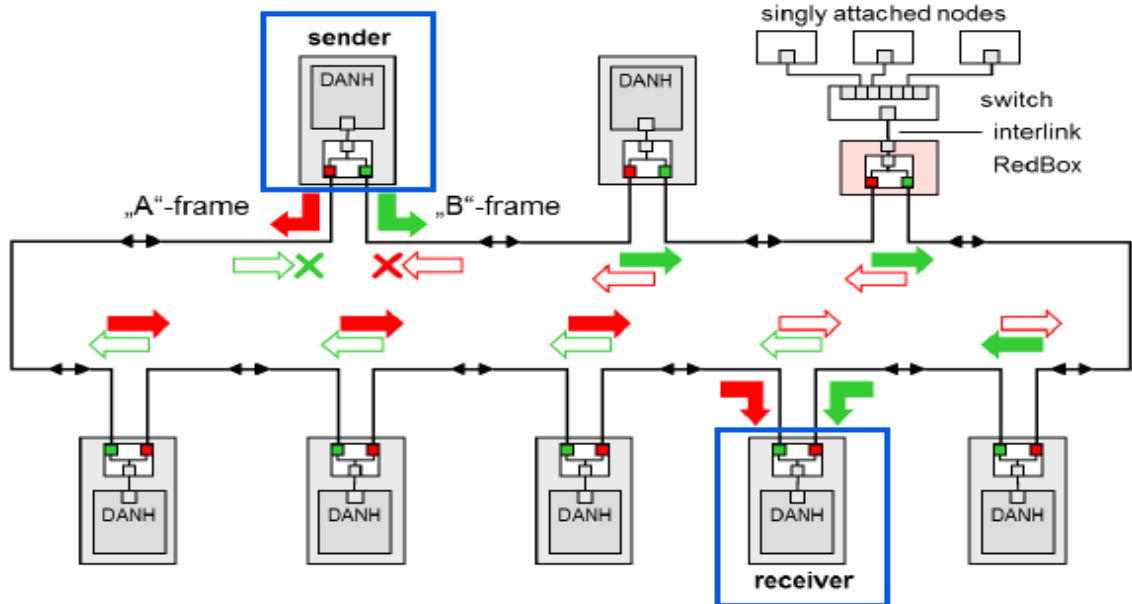 singly attached nodes
sender
DANH
DANH
switch
interlink
RedBox
„A“-frame
„B“-frame
DANH
DANH
DANH
DANH
DANH
receiver